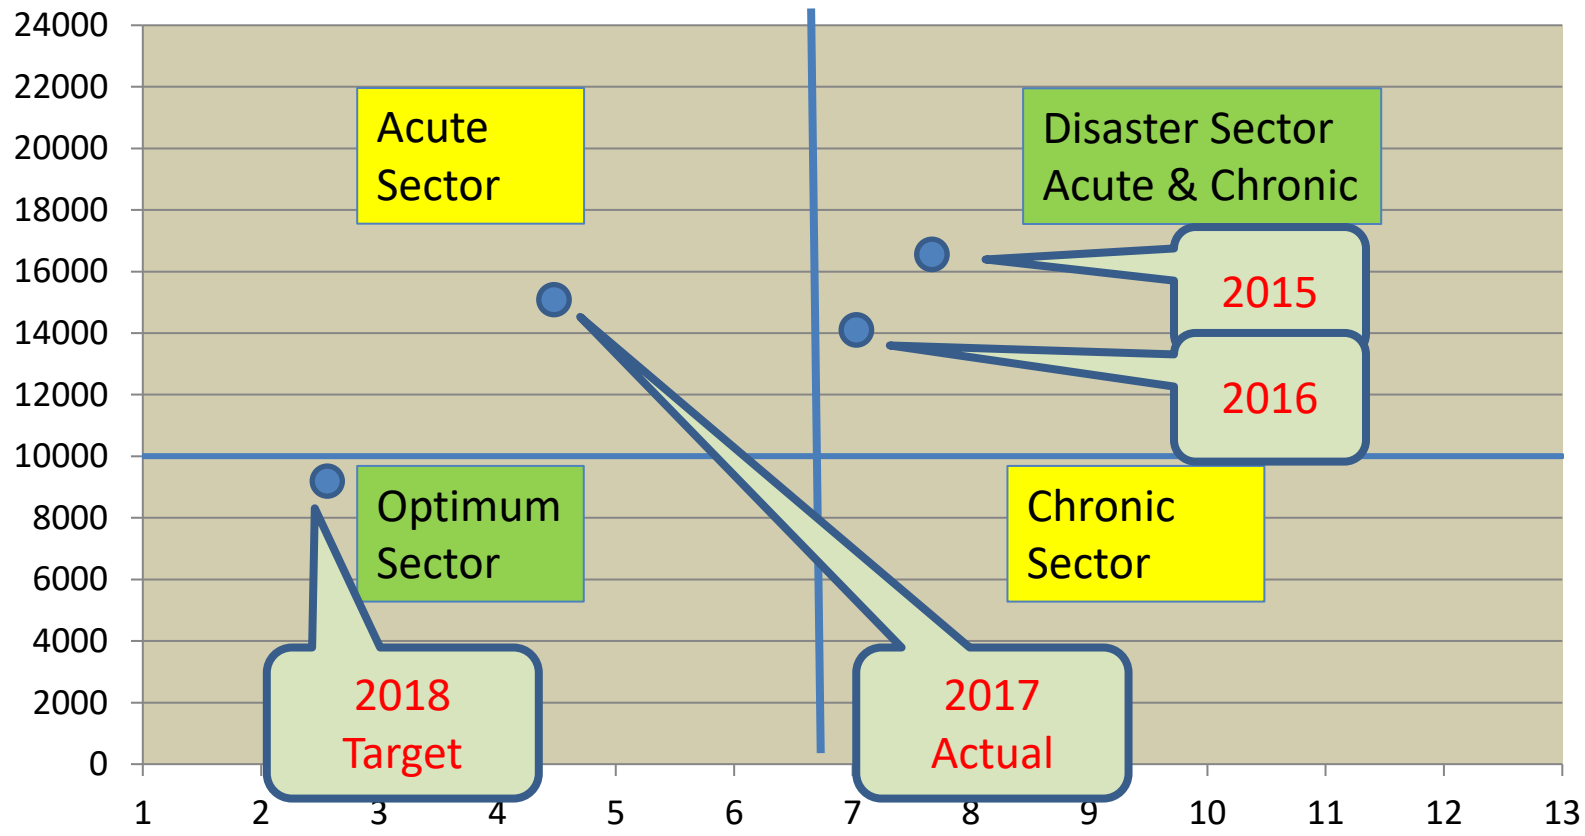 24000
22000
20000
18000
16000
14000
12000
10000
8000
6000
4000
2000
0
Acute
Sector
Disaster Sector
Acute & Chronic
2015
2016
Optimum
Sector
Chronic
Sector
2018
Target
2017
Actual
1 2 3 4 5 6 7 8 9 10 11 12 13